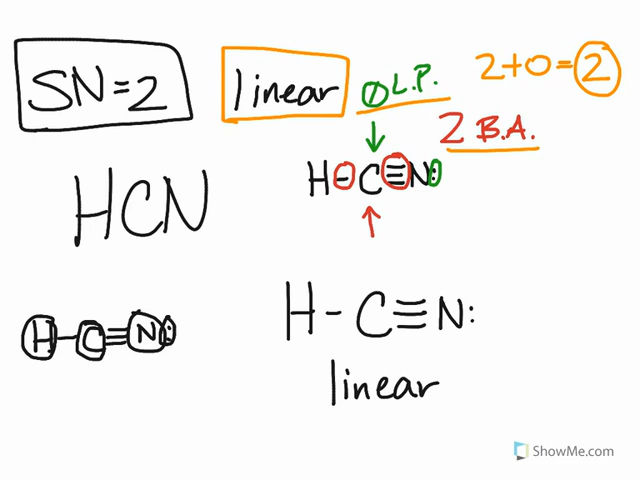 SN=2
linear
0 L.P.
2+0=2
2 B.A.
H-C≡N:
HCN
H-C≡N:
H-C≡N:
linear
ShowMe.com